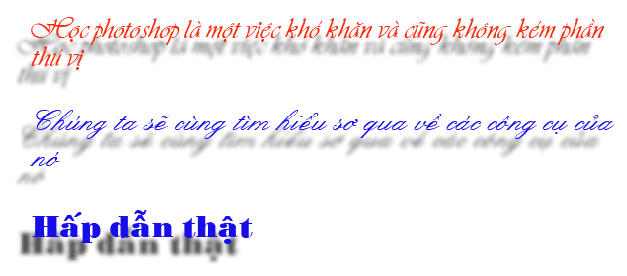 Học photoshop là một việc khó khăn và cũng không kém phần
thú vị
Chúng ta sẽ cùng tìm hiểu sơ qua về các công cụ của
nó
Hấp dẫn thật